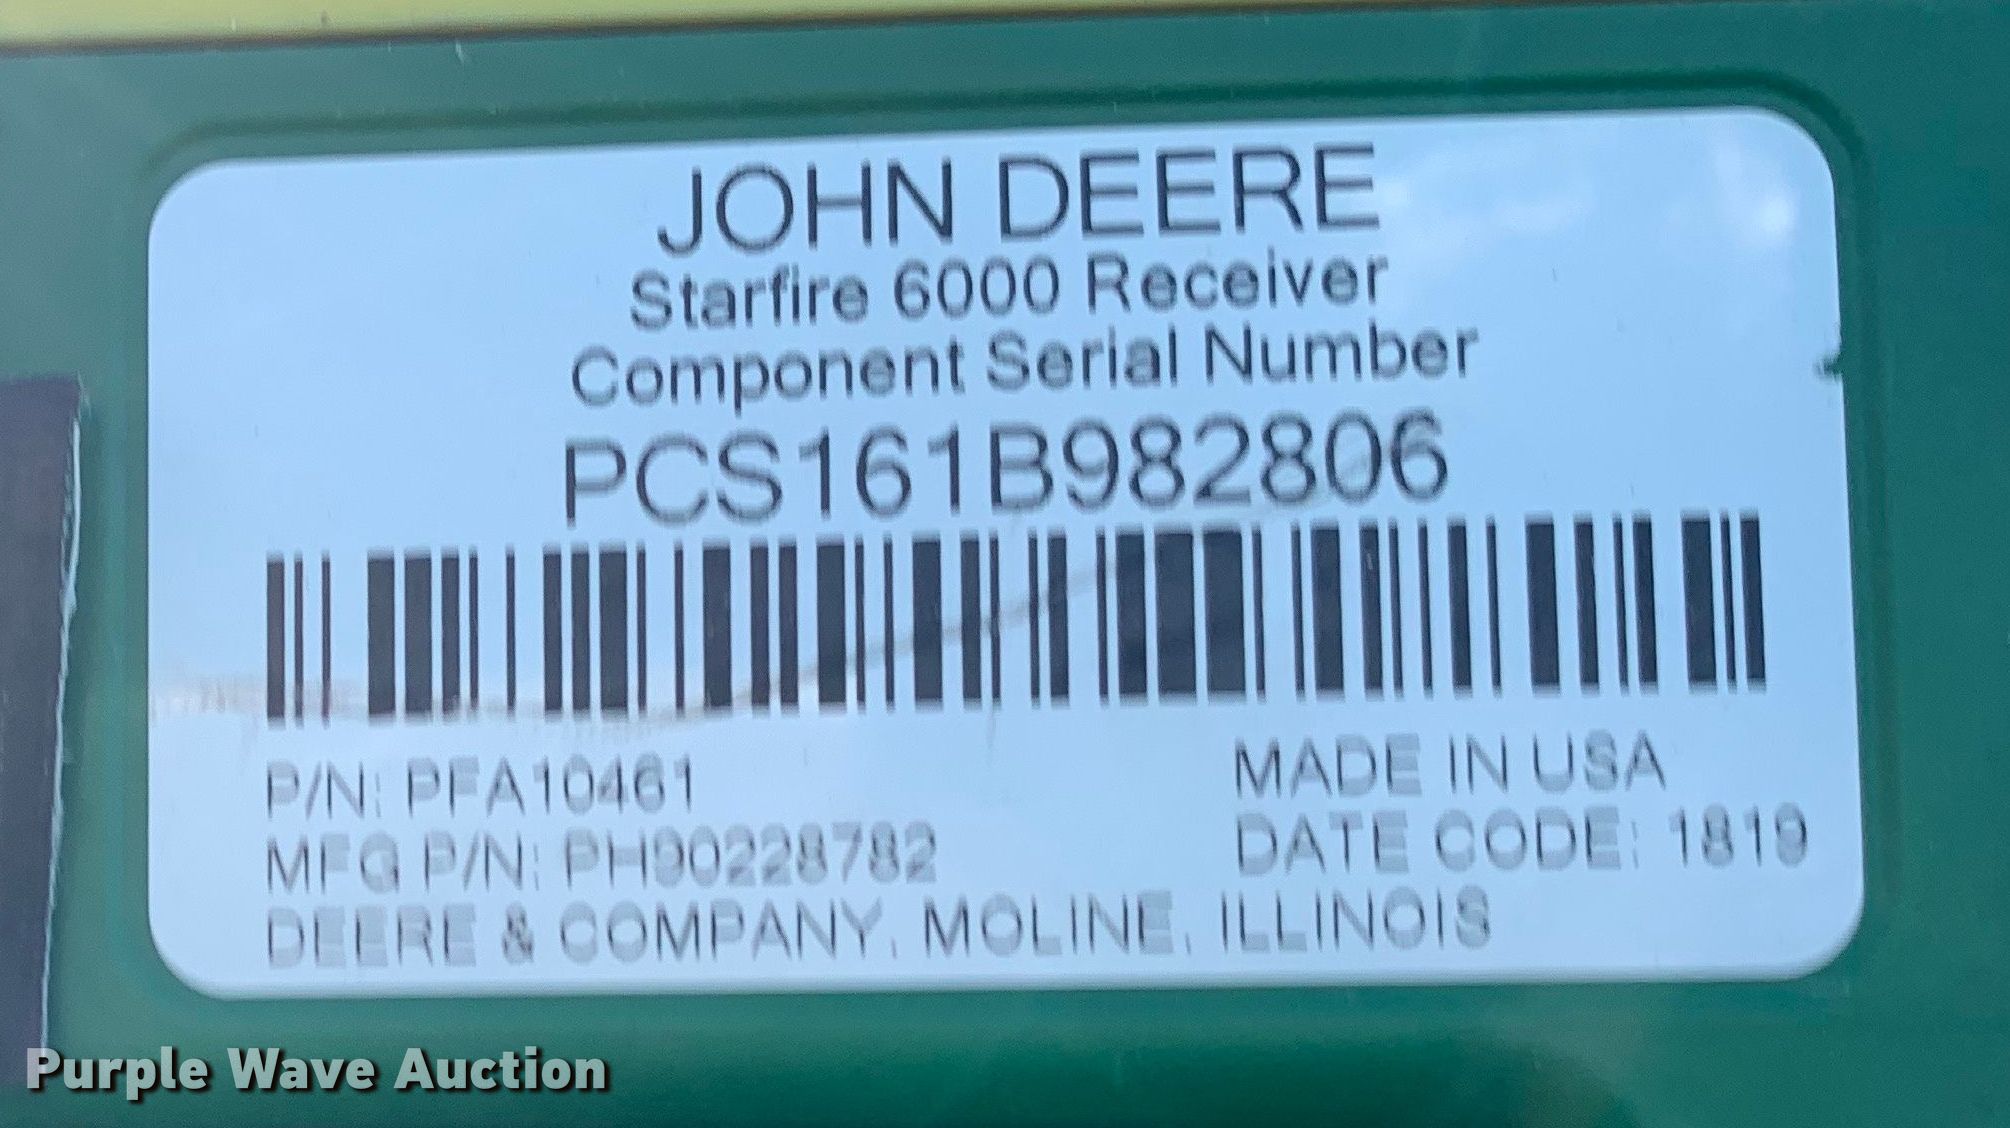 JOHN DEERE
Starfire 6000 Receiver
Component Serial Number
PCS161B982806
P/N: PFA10461
MADE IN USA
MFG P/N: PH90228782
DATE CODE: 1819
DEERE & COMPANY, MOLINE, ILLINOIS
Purple Wave Auction